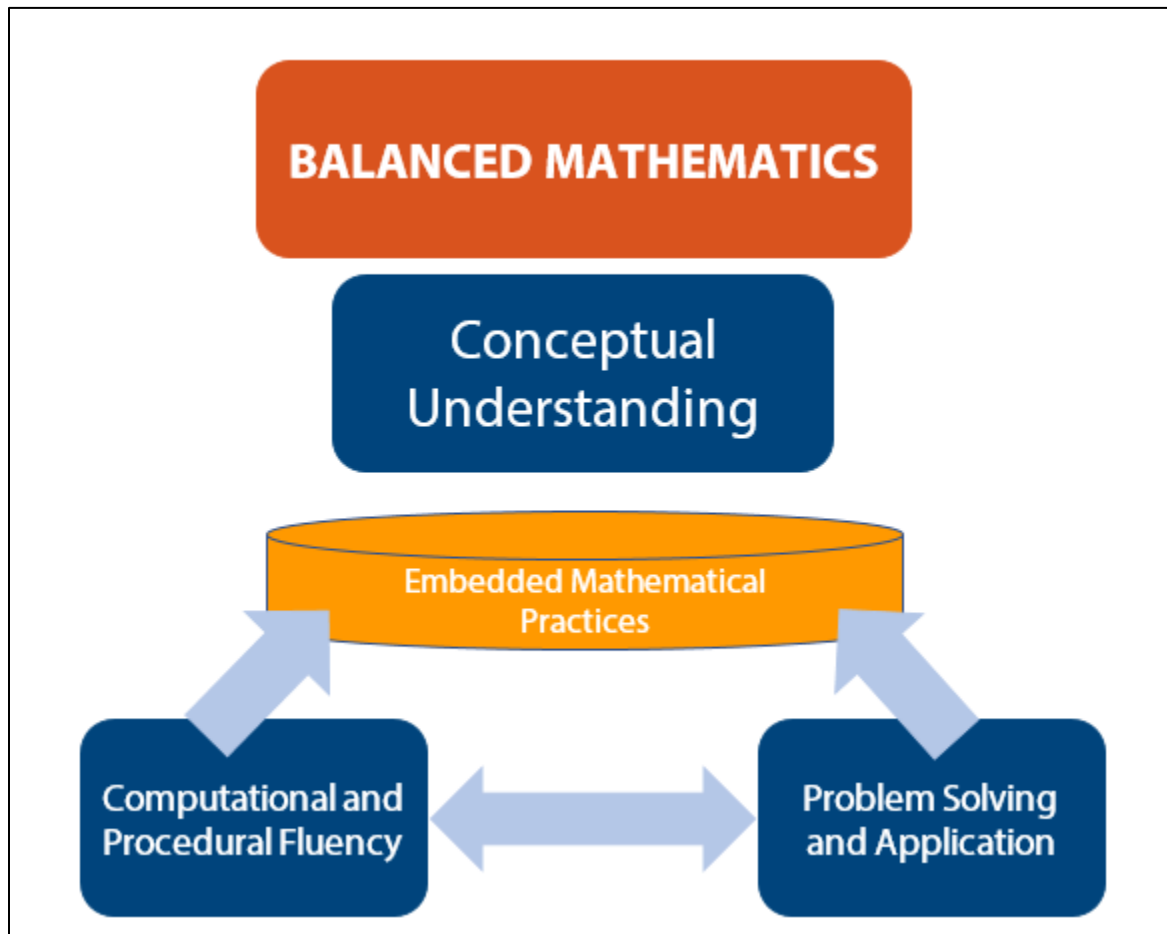 BALANCED MATHEMATICS
Conceptual
Understanding
Embedded Mathematical
Practices
Computational and
Procedural Fluency
Problem Solving
and Application